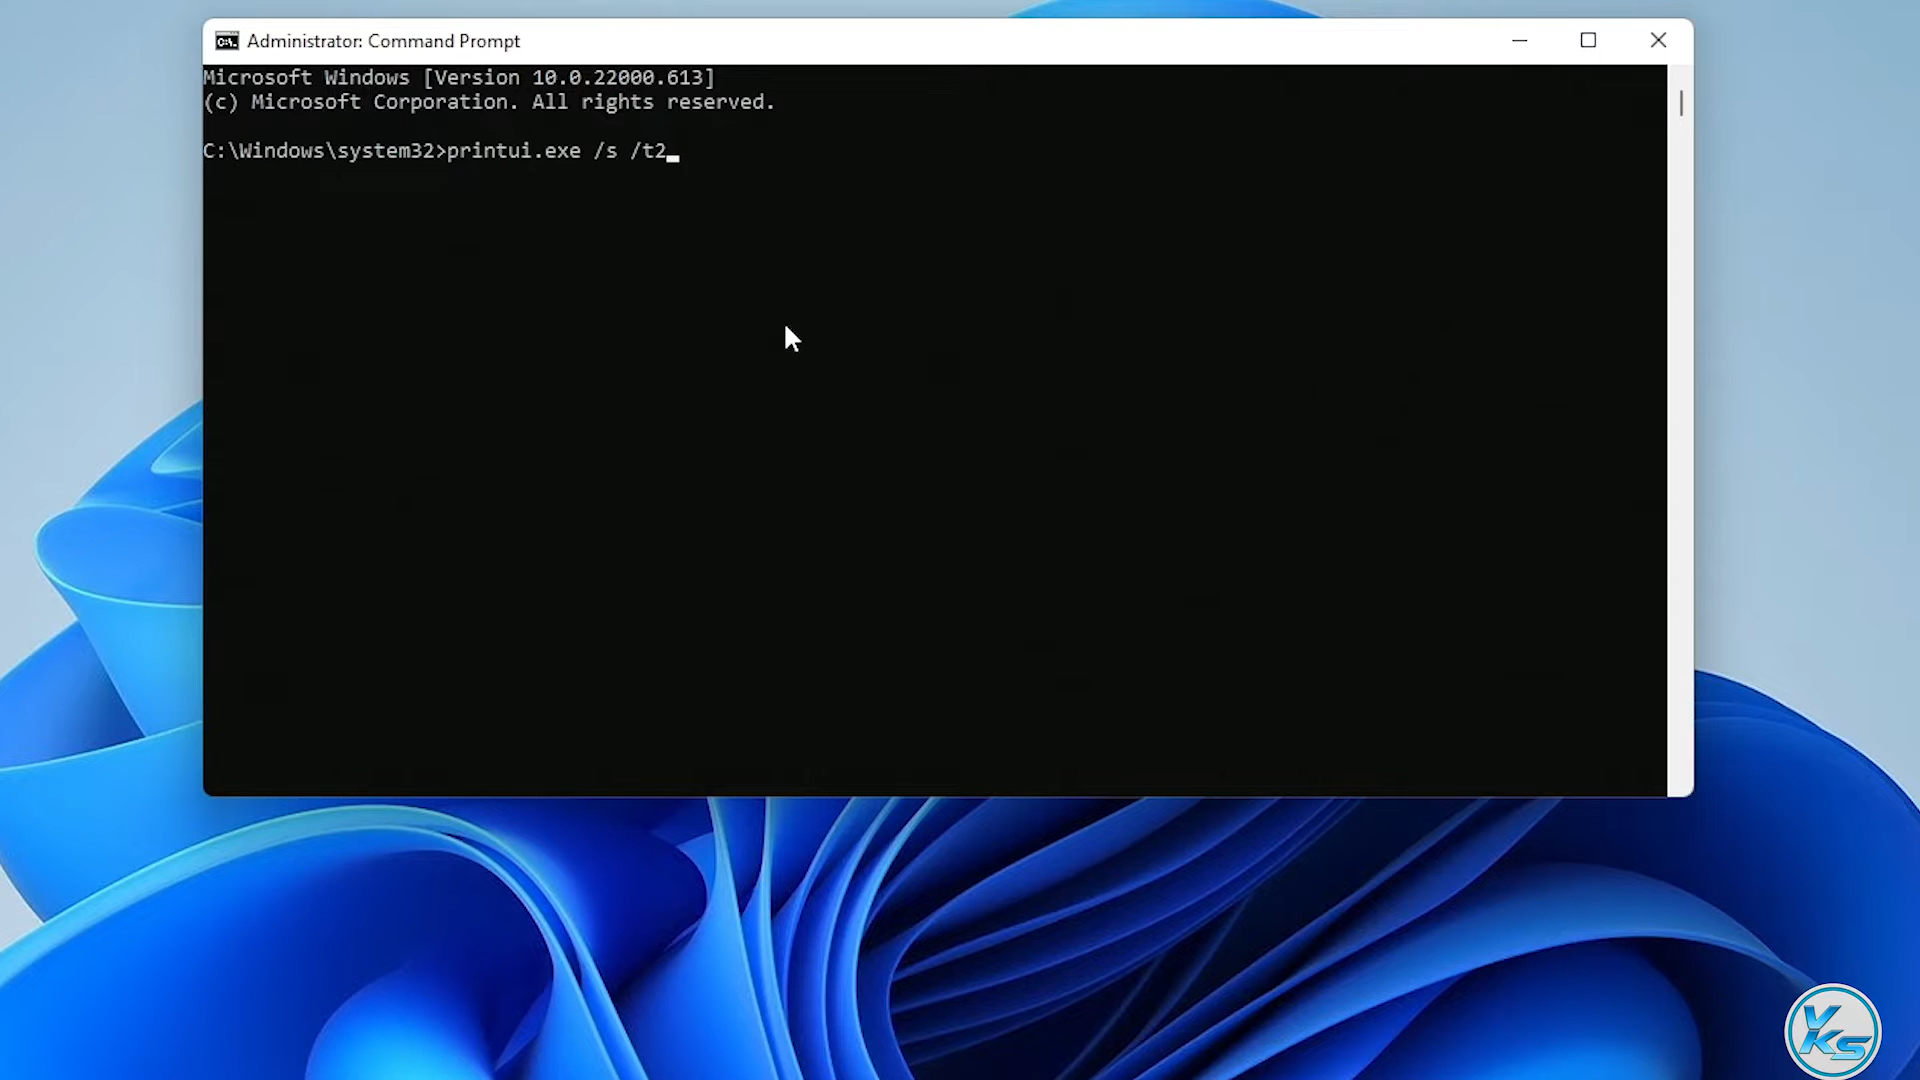 Administrator: Command Prompt
Microsoft Windows [Version 10.0.22000.613]
(c) Microsoft Corporation. All rights reserved.
C:\Windows\system32>printui.exe /s /t2
VKS